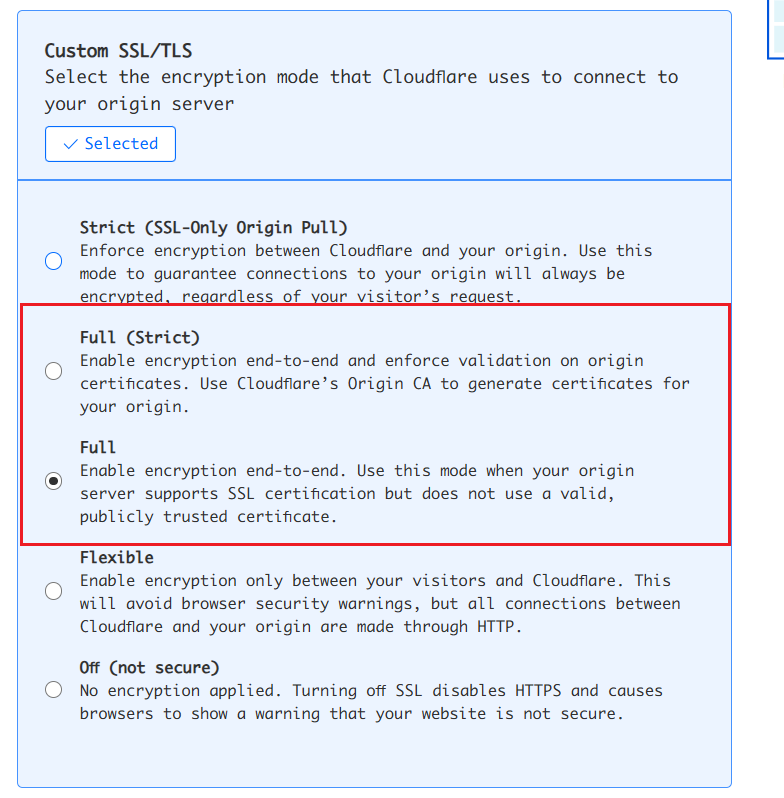 Custom SSL/TLS
Select the encryption mode that Cloudflare uses to connect to
your origin server
Selected
Strict (SSL-Only Origin Pull)
Enforce encryption between Cloudflare and your origin. Use this
mode to guarantee connections to your origin will always be
encrypted, regardless of your visitor’s request.
Full (Strict)
Enable encryption end-to-end and enforce validation on origin
certificates. Use Cloudflare’s Origin CA to generate certificates for
your origin.
Full
Enable encryption end-to-end. Use this mode when your origin
server supports SSL certification but does not use a valid,
publicly trusted certificate.
Flexible
Enable encryption only between your visitors and Cloudflare. This
will avoid browser security warnings, but all connections between
Cloudflare and your origin are made through HTTP.
Off (not secure)
No encryption applied. Turning off SSL disables HTTPS and causes
browsers to show a warning that your website is not secure.